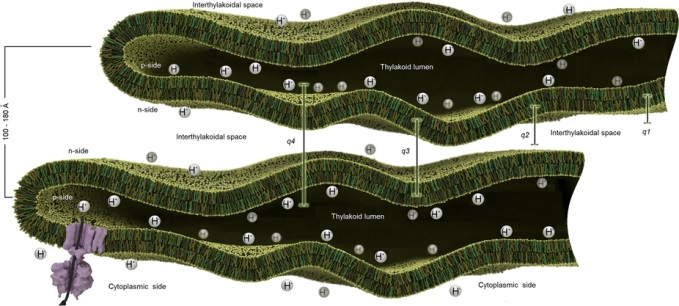 Interthylakoidal space
H⁺ H⁺ H⁺
H⁺ H H⁺
p-side
H H⁺ H⁺ Thylakoid lumen H
H⁺ H H H H H
H⁺ H H⁺
n-side
H⁺
100 - 180 Å
Interthylakoidal space
q4
q3
q2
Interthylakoidal space
q1
n-side
H H⁺ H H
p-side
H⁺ H⁺ H⁺ H
H Thylakoid lumen H H⁺
H H⁺ H H H H
H⁺ H⁺ H⁺ H H
Cytoplasmic side
H H H
Cytoplasmic side